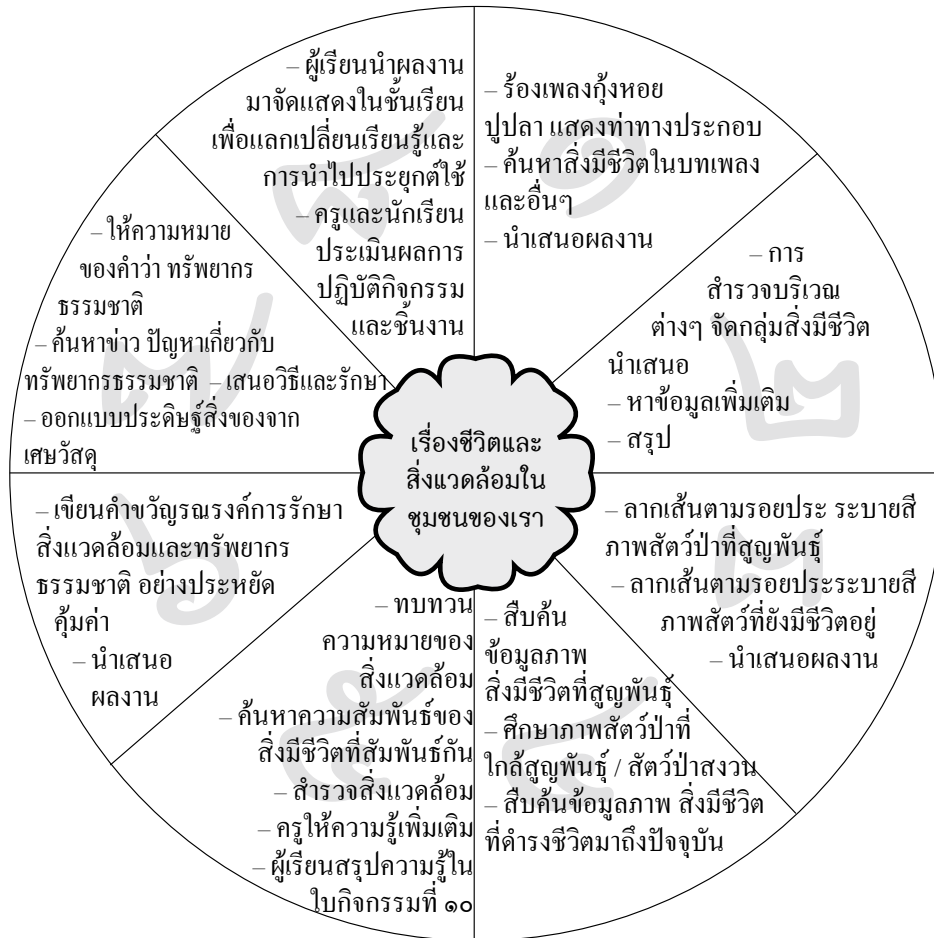 เรื่องชีวิตและ
สิ่งแวดล้อมใน
ชุมชนของเรา
๑
– ร้องเพลงกุ้งหอย
ปูปลา แสดงท่าทางประกอบ
– ค้นหาสิ่งมีชีวิตในบทเพลง
และอื่นๆ
– นำเสนอผลงาน
๒
– การ
สำรวจบริเวณ
ต่างๆ จัดกลุ่มสิ่งมีชีวิต
นำเสนอ
– หาข้อมูลเพิ่มเติม
– สรุป
๓
– ลากเส้นตามรอยประ ระบายสี
ภาพสัตว์ป่าที่สูญพันธุ์
– ลากเส้นตามรอยประระบายสี
ภาพสัตว์ที่ยังมีชีวิตอยู่
– นำเสนอผลงาน
๔
– สืบค้น
ข้อมูลภาพ
สิ่งมีชีวิตที่สูญพันธุ์
– ศึกษาภาพสัตว์ป่าที่
ใกล้สูญพันธุ์ / สัตว์ป่าสงวน
– สืบค้นข้อมูลภาพ สิ่งมีชีวิต
ที่ดำรงชีวิตมาถึงปัจจุบัน
๕
– ทบทวน
ความหมายของ
สิ่งแวดล้อม
– ค้นหาความสัมพันธ์ของ
สิ่งมีชีวิตที่สัมพันธ์กัน
– สำรวจสิ่งแวดล้อม
– ครูให้ความรู้เพิ่มเติม
– ผู้เรียนสรุปความรู้ใน
ใบกิจกรรมที่ ๑๐
๖
– เขียนคำขวัญรณรงค์การรักษา
สิ่งแวดล้อมและทรัพยากร
ธรรมชาติ อย่างประหยัด
คุ้มค่า
– นำเสนอ
ผลงาน
๗
– ให้ความหมาย
ของคำว่า ทรัพยากร
ธรรมชาติ
– ค้นหาข่าว ปัญหาเกี่ยวกับ
ทรัพยากรธรรมชาติ – เสนอวิธีและรักษา
– ออกแบบประดิษฐ์สิ่งของจาก
เศษวัสดุ
๘
– ผู้เรียนนำผลงาน
มาจัดแสดงในชั้นเรียน
เพื่อแลกเปลี่ยนเรียนรู้และ
การนำไปประยุกต์ใช้
– ครูและนักเรียน
ประเมินผลการ
ปฏิบัติกิจกรรม
และชิ้นงาน